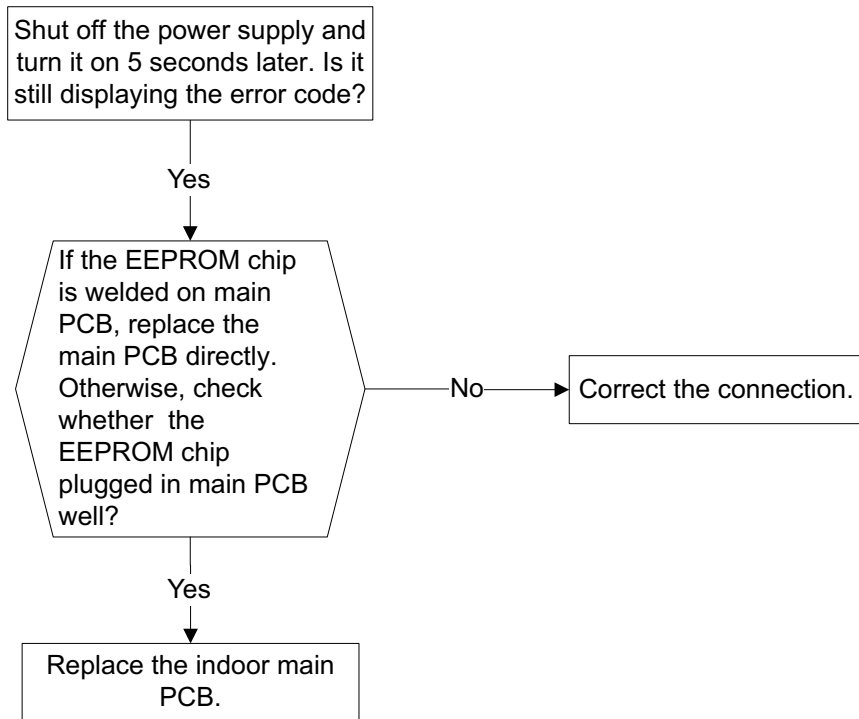 Shut off the power supply and
turn it on 5 seconds later. Is it
still displaying the error code?
Yes
If the EEPROM chip
is welded on main
PCB, replace the
main PCB directly.
Otherwise, check
whether  the
EEPROM chip
plugged in main PCB
well?
No
Correct the connection.
Yes
Replace the indoor main
PCB.